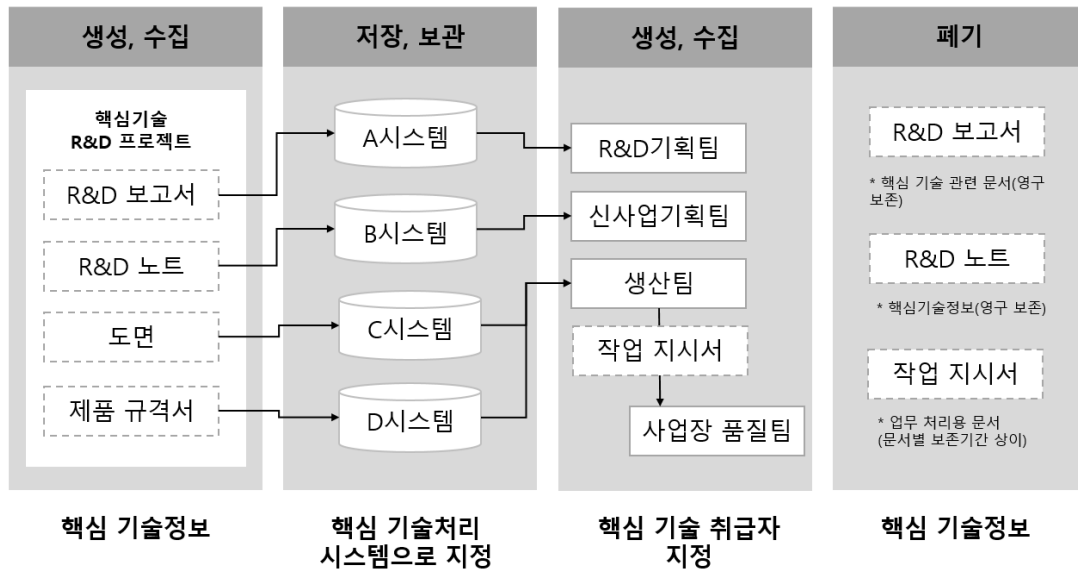 생성, 수집
핵심기술
R&D 프로젝트
R&D 보고서
R&D 노트
도면
제품 규격서
핵심 기술정보
저장, 보관
A시스템
B시스템
C시스템
D시스템
핵심 기술처리
시스템으로 지정
생성, 수집
R&D기획팀
신사업기획팀
생산팀
작업 지시서
사업장 품질팀
핵심 기술 취급자
지정
폐기
R&D 보고서
* 핵심 기술 관련 문서(영구
보존)
R&D 노트
* 핵심기술정보(영구 보존)
작업 지시서
* 업무 처리용 문서
(문서별 보존기간 상이)
핵심 기술정보